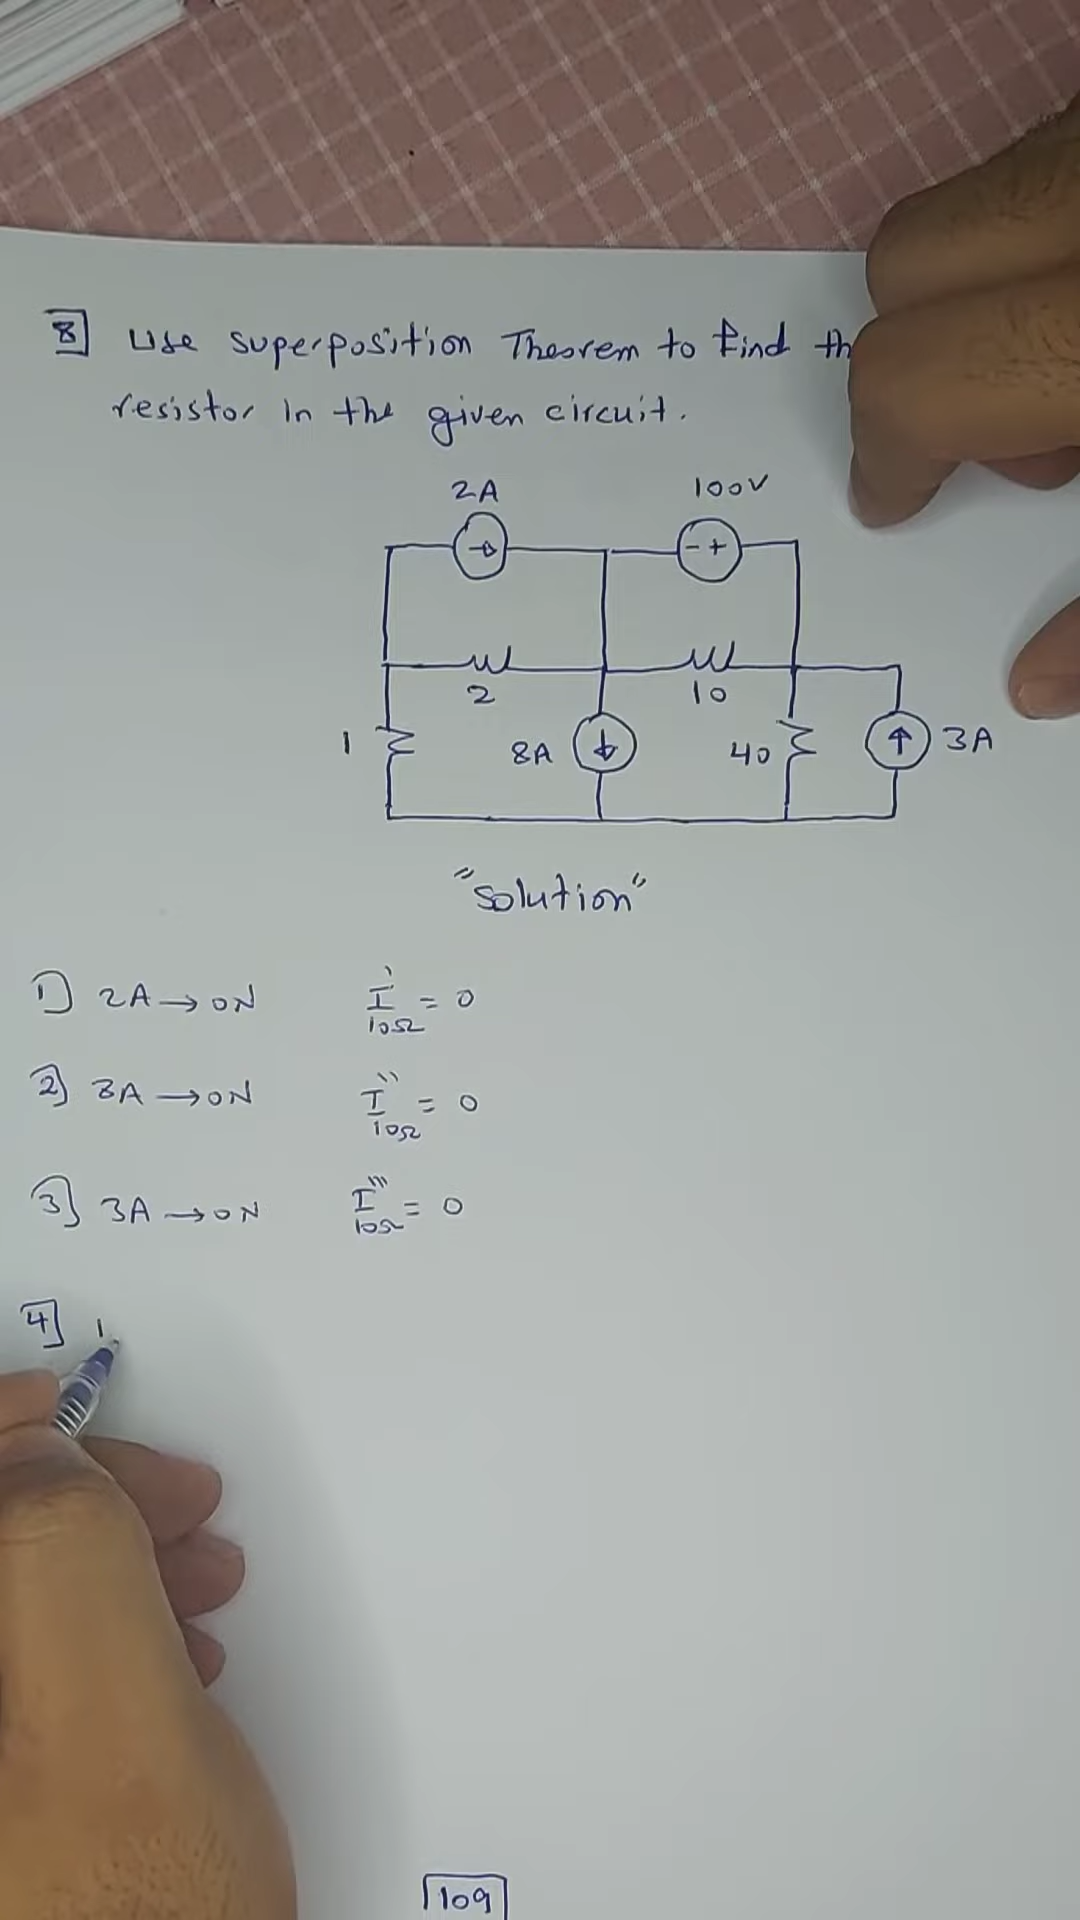 8 Use superposition Theorem to find
resistor in the given circuit.
2A 100V
- +
2 10
1 8A 40 3A
"solution"
1) 2A → ON I' 10Ω = 0
2) 8A → ON I'' 10Ω = 0
3) 3A → ON I''' 10Ω = 0
4 1
109